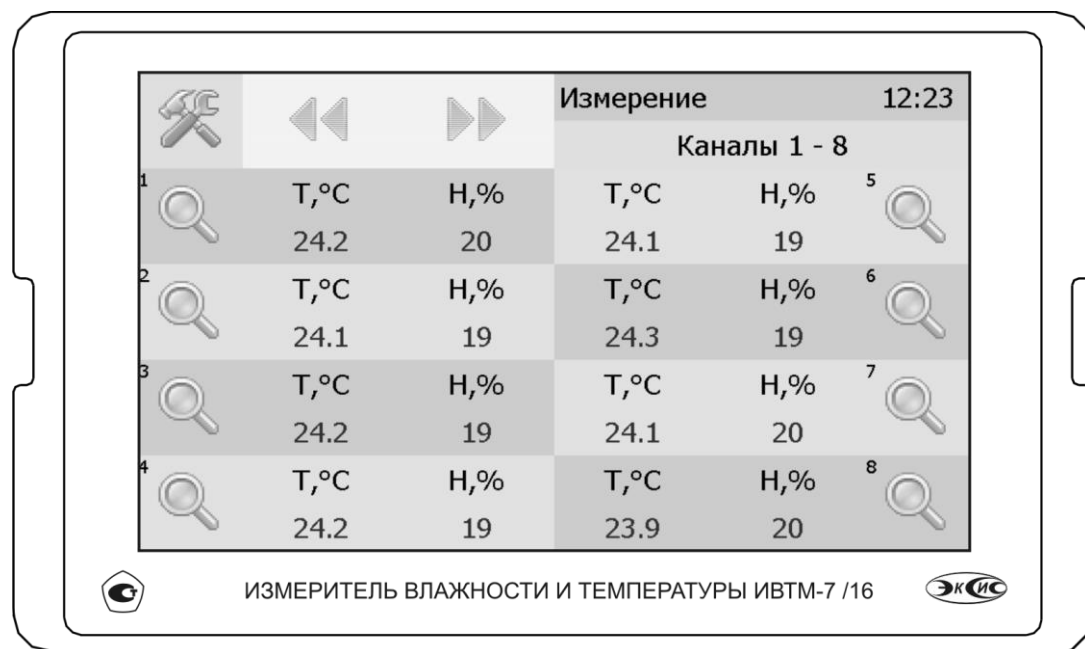 Измерение 12:23
Каналы 1 - 8
1 T,°C H,% T,°C H,% 5
24.2 20 24.1 19
2 T,°C H,% T,°C H,% 6
24.1 19 24.3 19
3 T,°C H,% T,°C H,% 7
24.2 19 24.1 20
4 T,°C H,% T,°C H,% 8
24.2 19 23.9 20
ИЗМЕРИТЕЛЬ ВЛАЖНОСТИ И ТЕМПЕРАТУРЫ ИВТМ-7 /16 ЭКСИС